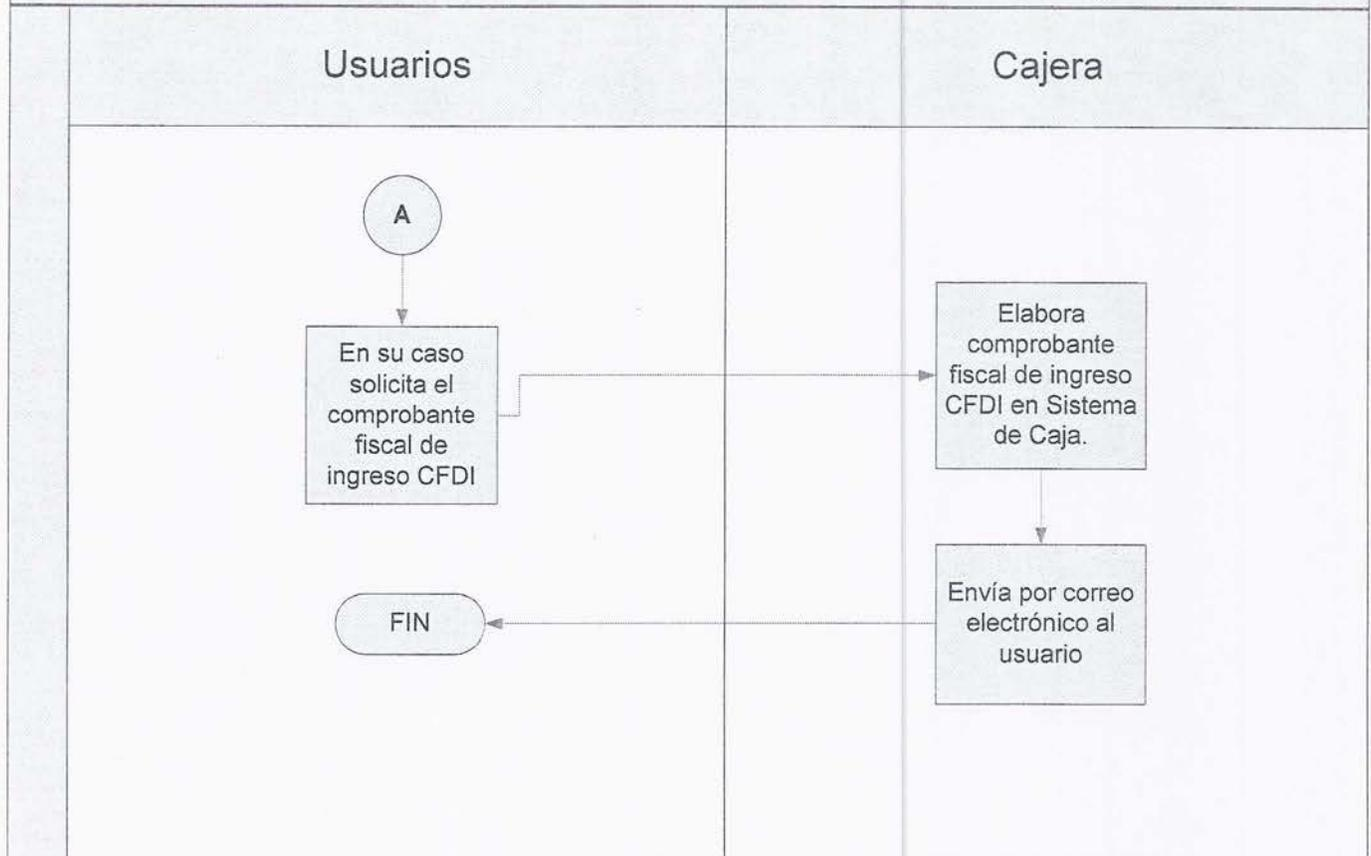 Usuarios
Cajera
A
En su caso
solicita el
comprobante
fiscal de
ingreso CFDI
Elabora
comprobante
fiscal de ingreso
CFDI en Sistema
de Caja.
Envía por correo
electrónico al
usuario
FIN